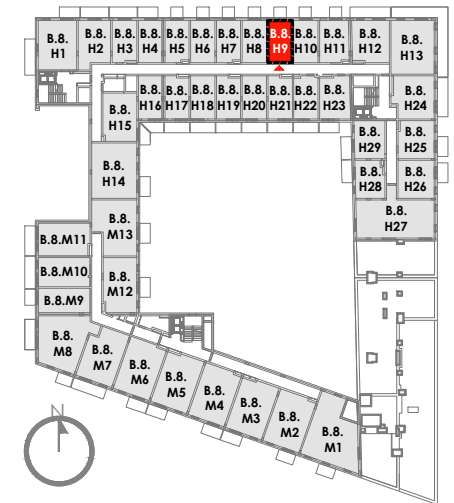 B.8.
H1
B.8.
H2
B.8.
H3
B.8.
H4
B.8.
H5
B.8.
H6
B.8.
H7
B.8.
H8
B.8.
H9
B.8.
H10
B.8.
H11
B.8.
H12
B.8.
H13
B.8.
H15
B.8.
H16
B.8.
H17
B.8.
H18
B.8.
H19
B.8.
H20
B.8.
H21
B.8.
H22
B.8.
H23
B.8.
H24
B.8.
H29
B.8.
H25
B.8.
H28
B.8.
H26
B.8.
H27
B.8.
H14
B.8.
M13
B.8.M11
B.8.M10
B.8.M9
B.8.
M12
B.8.
M8
B.8.
M7
B.8.
M6
B.8.
M5
B.8.
M4
B.8.
M3
B.8.
M2
B.8.
M1
N